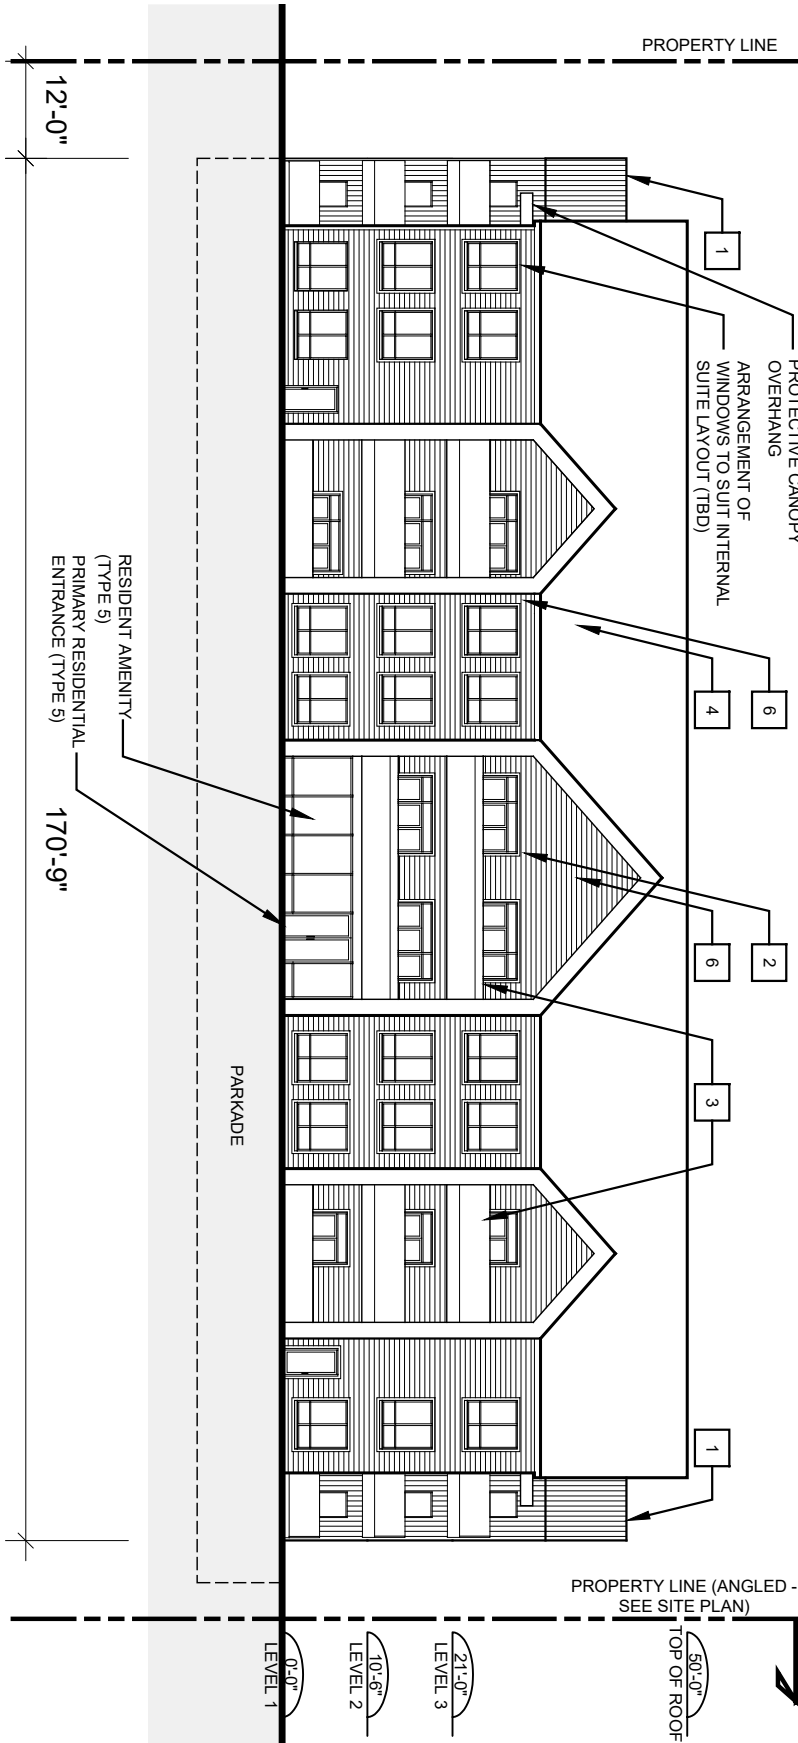 PROPERTY LINE
12'-0"
1
PROTECTIVE CANOPY
OVERHANG
ARRANGEMENT OF
WINDOWS TO SUIT INTERNAL
SUITE LAYOUT (TBD)
6
4
RESIDENT AMENITY
(TYPE 5)
PRIMARY RESIDENTIAL
ENTRANCE (TYPE 5)
170'-9"
2
6
3
PARKADE
1
PROPERTY LINE (ANGLED -
SEE SITE PLAN)
50'-0"
TOP OF ROOF
21'-0"
LEVEL 3
10'-6"
LEVEL 2
0'-0"
LEVEL 1